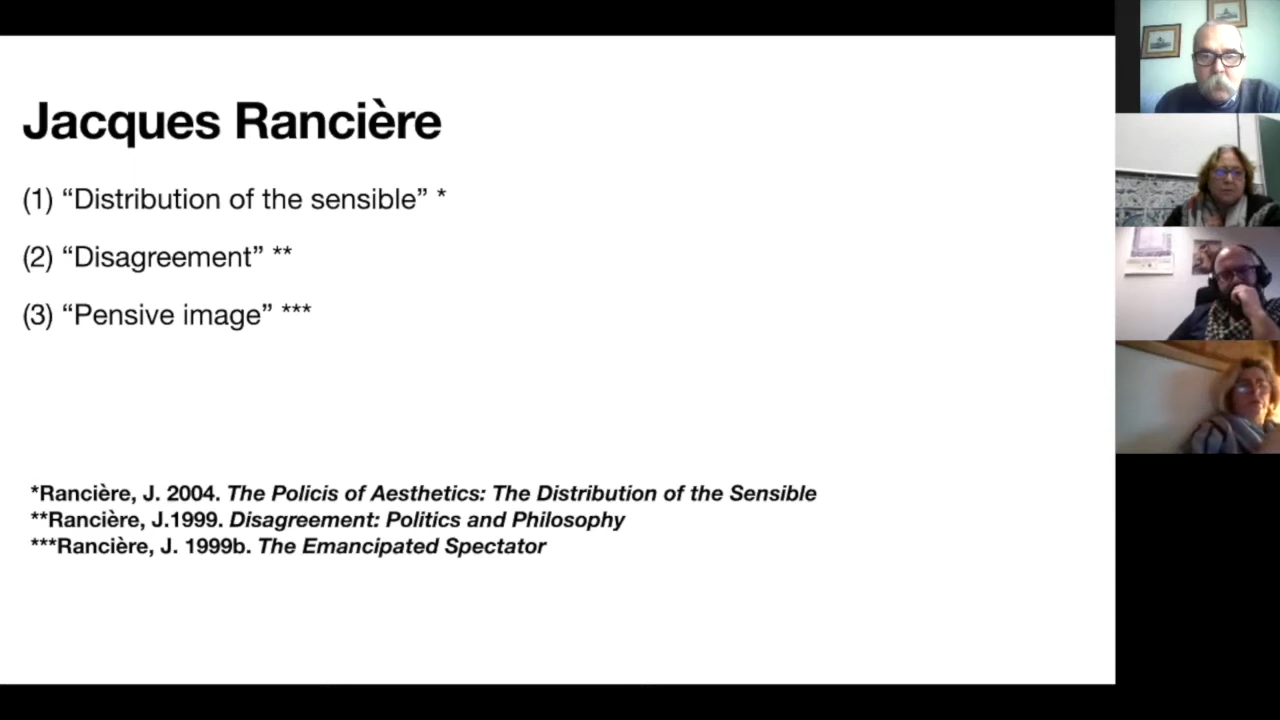 Jacques Rancière
(1) “Distribution of the sensible” *
(2) “Disagreement” **
(3) “Pensive image” ***
*Rancière, J. 2004. The Policis of Aesthetics: The Distribution of the Sensible
**Rancière, J.1999. Disagreement: Politics and Philosophy
***Rancière, J. 1999b. The Emancipated Spectator